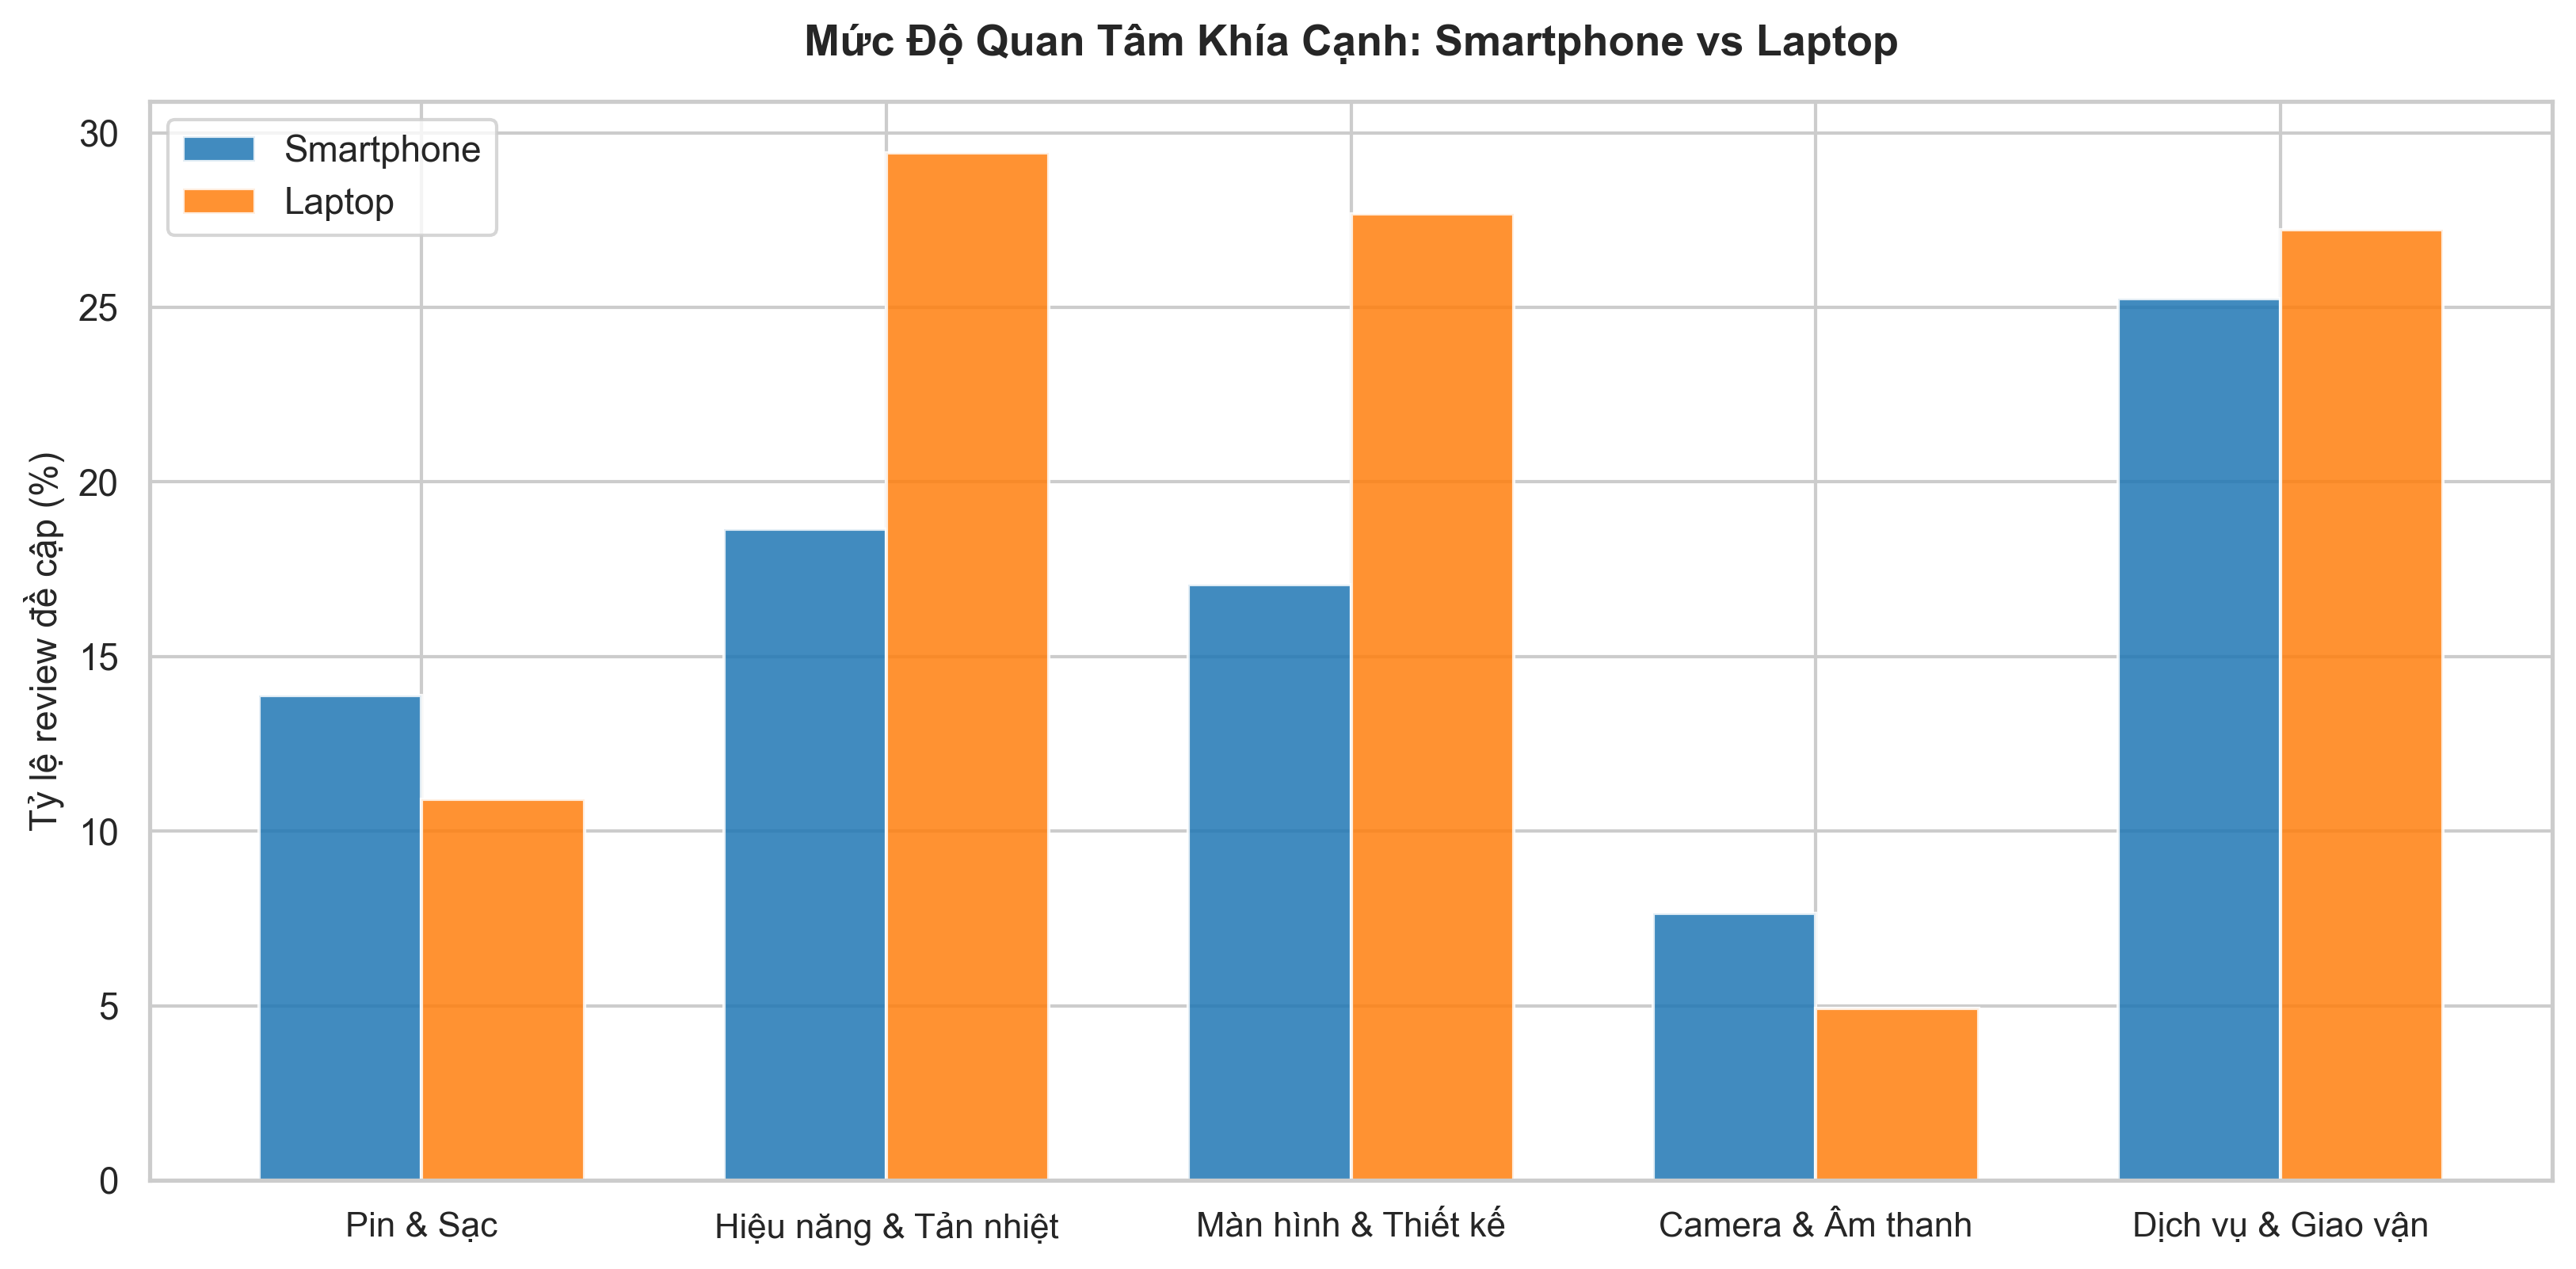 Mức Độ Quan Tâm Khía Cạnh: Smartphone vs Laptop
Smartphone
Laptop
Tỷ lệ review đề cập (%)
30
25
20
15
10
5
0
Pin & Sạc
Hiệu năng & Tản nhiệt
Màn hình & Thiết kế
Camera & Âm thanh
Dịch vụ & Giao vận